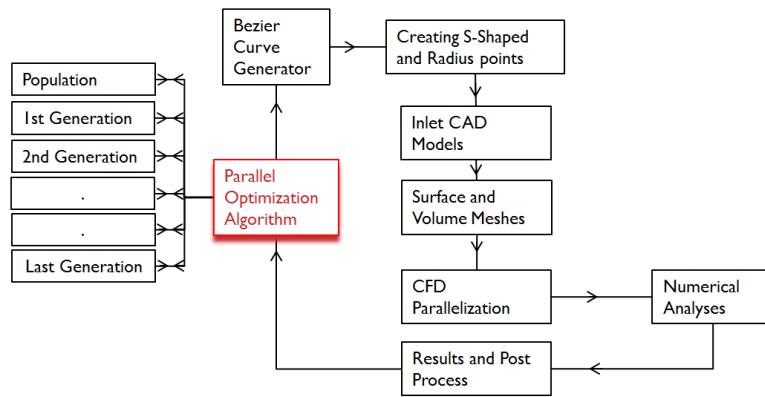 Bezier
Curve
Generator
Creating S-Shaped
and Radius points
Population
1st Generation
2nd Generation
.
.
Last Generation
Parallel
Optimization
Algorithm
Inlet CAD
Models
Surface and
Volume Meshes
CFD
Parallelization
Numerical
Analyses
Results and Post
Process